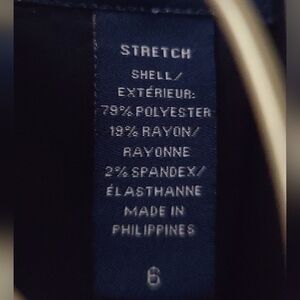 STRETCH
SHELL/
EXTÉRIEUR:
79% POLYESTER
19% RAYON/
RAYONNE
2% SPANDEX/
ÉLASTHANNE
MADE IN
PHILIPPINES
6